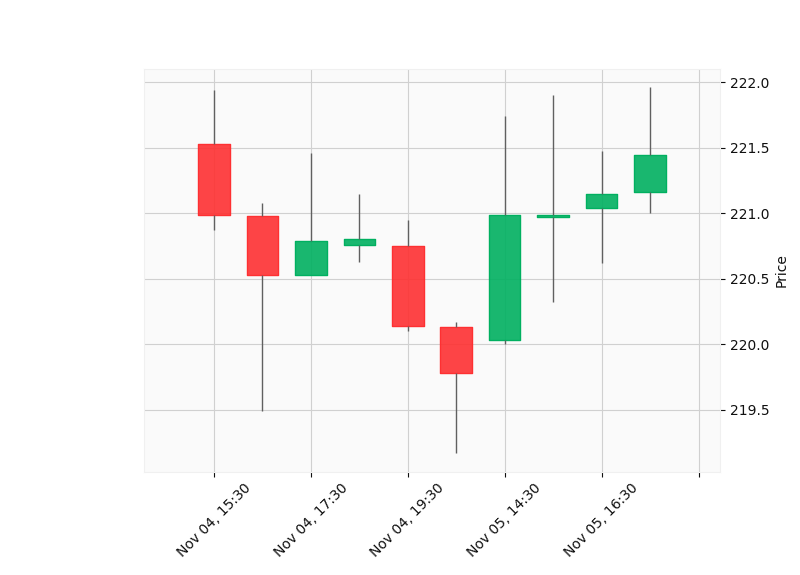 222.0
221.5
221.0
220.5
220.0
219.5
Price
Nov 04, 15:30
Nov 04, 17:30
Nov 04, 19:30
Nov 05, 14:30
Nov 05, 16:30